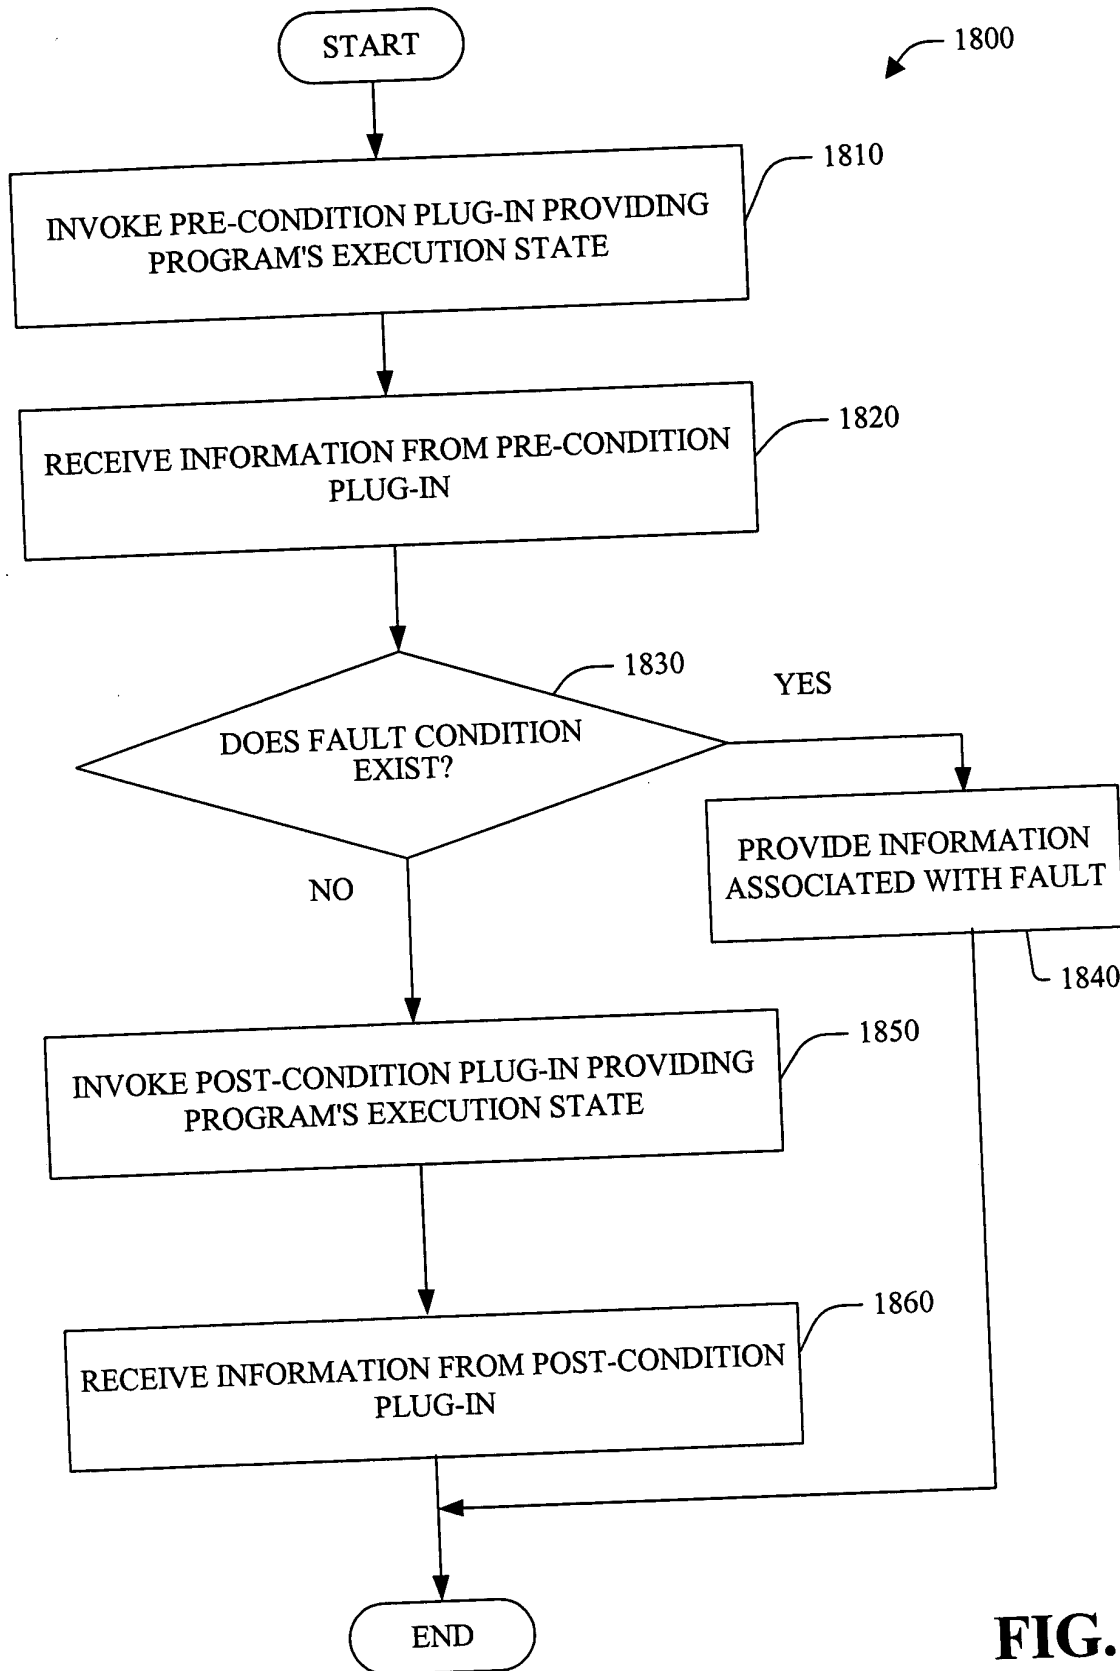 START
1800
1810
INVOKE PRE-CONDITION PLUG-IN PROVIDING
PROGRAM'S EXECUTION STATE
1820
RECEIVE INFORMATION FROM PRE-CONDITION
PLUG-IN
1830
YES
DOES FAULT CONDITION
EXIST?
PROVIDE INFORMATION
ASSOCIATED WITH FAULT
NO
1840
1850
INVOKE POST-CONDITION PLUG-IN PROVIDING
PROGRAM'S EXECUTION STATE
1860
RECEIVE INFORMATION FROM POST-CONDITION
PLUG-IN
END
FIG.